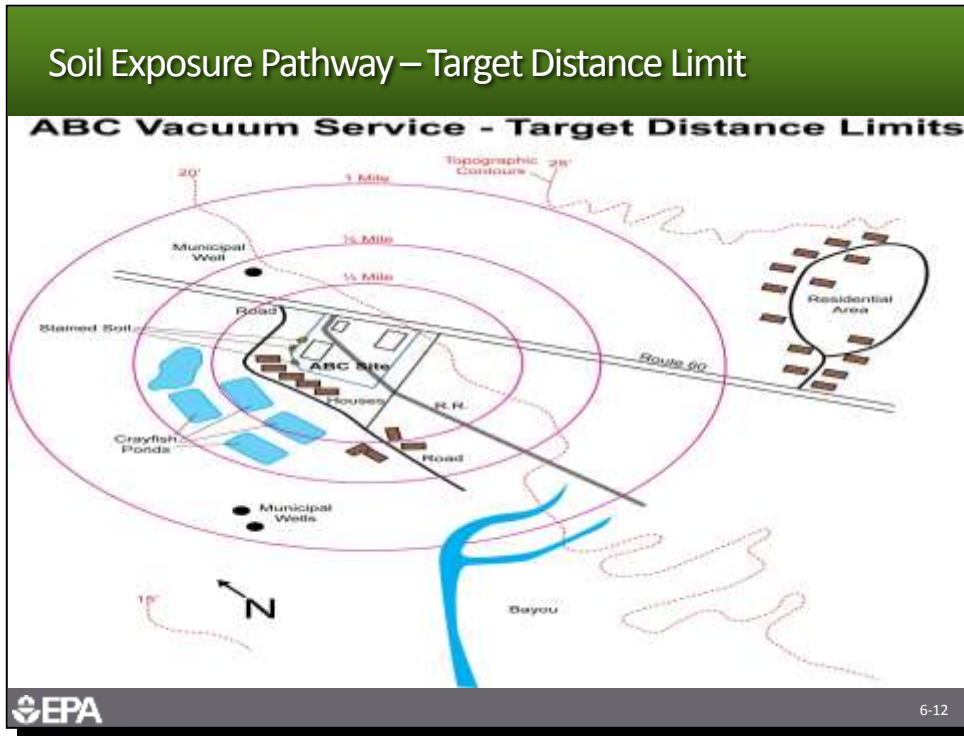 Soil Exposure Pathway – Target Distance Limit
ABC Vacuum Service - Target Distance Limits
Topographic 25'
Contours
20'
1 Mile
½ Mile
Municipal
Well
¼ Mile
Road
Residential
Area
Stained Soil
ABC Site
Route 60
Houses
R.R.
Crayfish
Ponds
Road
Municipal
Wells
15'
N
Bayou
EPA
6-12